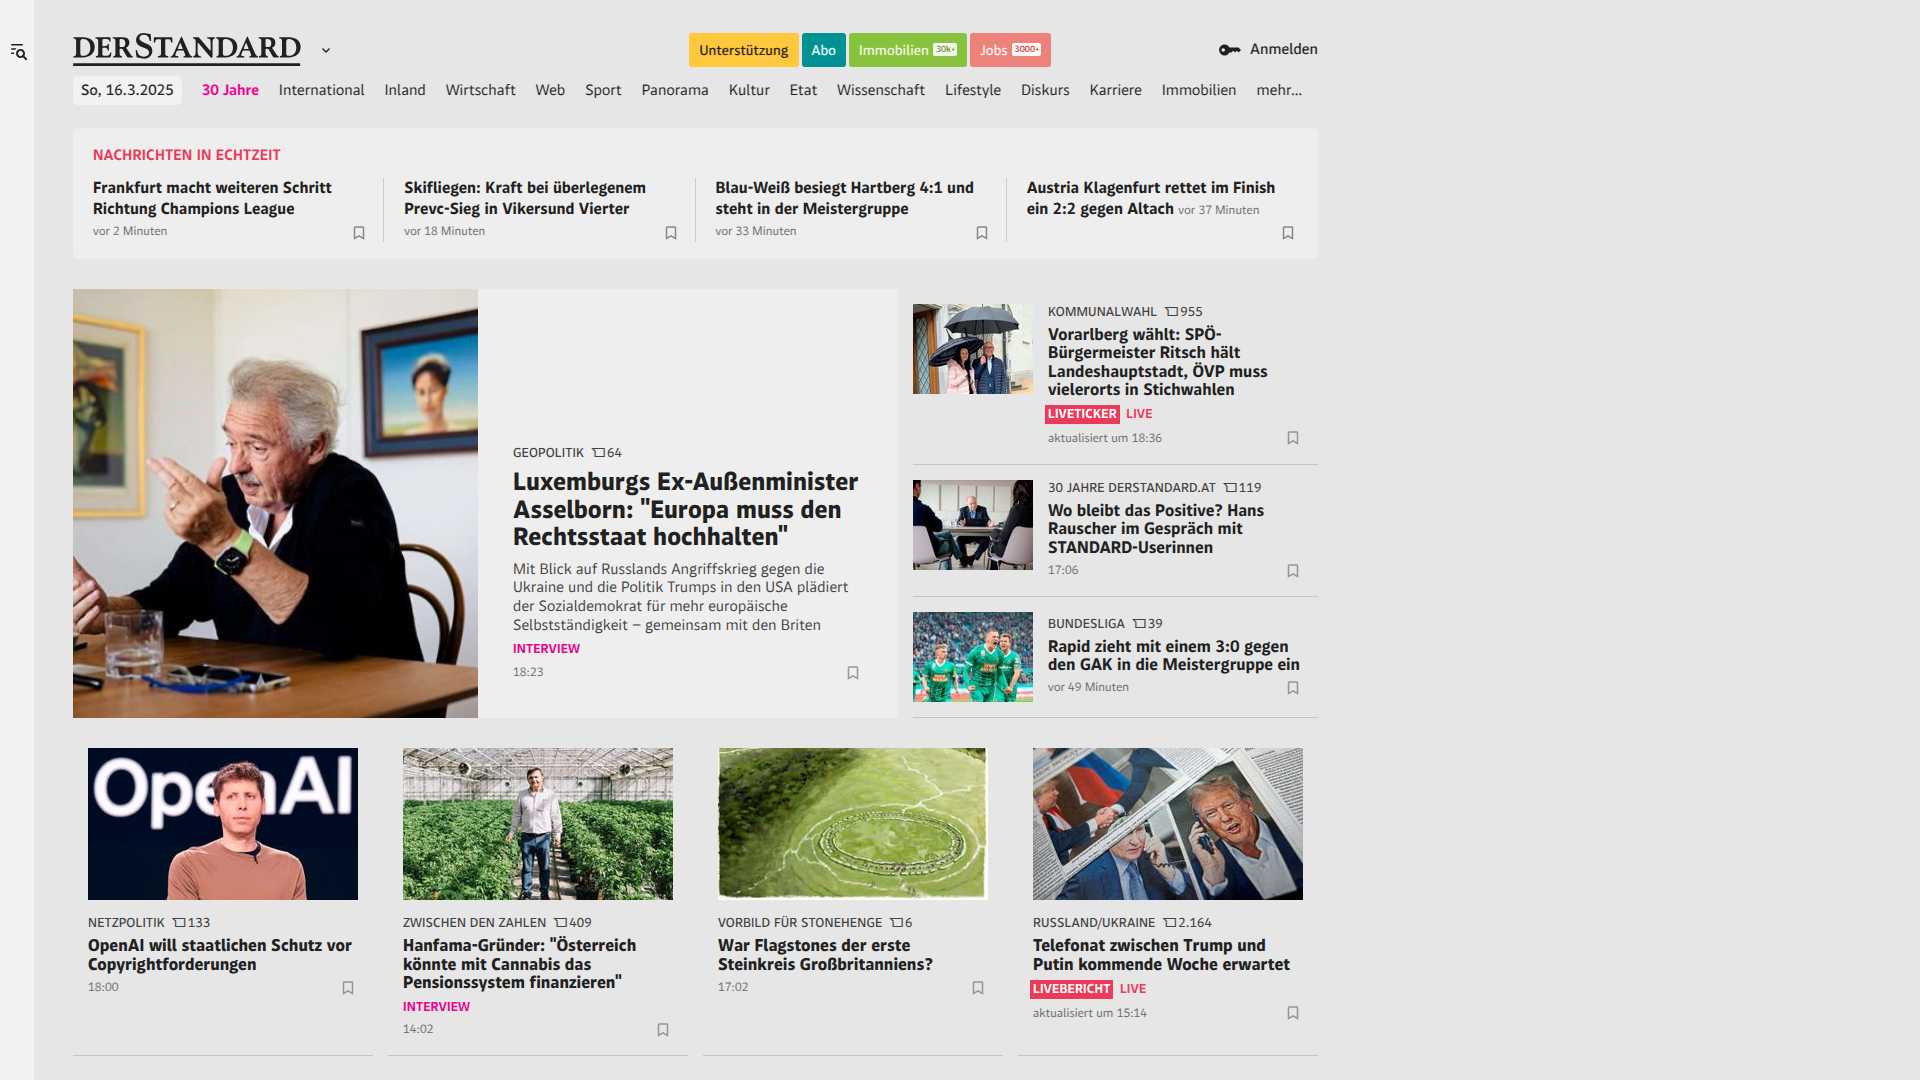 DERSTANDARD
Unterstützung
Abo
Immobilien 30k+
Jobs 3000+
Anmelden
So, 16.3.2025
30 Jahre
International
Inland
Wirtschaft
Web
Sport
Panorama
Kultur
Etat
Wissenschaft
Lifestyle
Diskurs
Karriere
Immobilien
mehr...
NACHRICHTEN IN ECHTZEIT
Frankfurt macht weiteren Schritt
Richtung Champions League
vor 2 Minuten
Skifliegen: Kraft bei überlegenem
Prevc-Sieg in Vikersund Vierter
vor 18 Minuten
Blau-Weiß besiegt Hartberg 4:1 und
steht in der Meistergruppe
vor 33 Minuten
Austria Klagenfurt rettet im Finish
ein 2:2 gegen Altach vor 37 Minuten
GEOPOLITIK 64
Luxemburgs Ex-Außenminister
Asselborn: "Europa muss den
Rechtsstaat hochhalten"
Mit Blick auf Russlands Angriffskrieg gegen die
Ukraine und die Politik Trumps in den USA plädiert
der Sozialdemokrat für mehr europäische
Selbstständigkeit – gemeinsam mit den Briten
INTERVIEW
18:23
KOMMUNALWAHL 955
Vorarlberg wählt: SPÖ-
Bürgermeister Ritsch hält
Landeshauptstadt, ÖVP muss
vielerorts in Stichwahlen
LIVETICKER LIVE
aktualisiert um 18:36
30 JAHRE DERSTANDARD.AT 119
Wo bleibt das Positive? Hans
Rauscher im Gespräch mit
STANDARD-Userinnen
17:06
BUNDESLIGA 39
Rapid zieht mit einem 3:0 gegen
den GAK in die Meistergruppe ein
vor 49 Minuten
OpenAI
NETZPOLITIK 133
OpenAI will staatlichen Schutz vor
Copyrightforderungen
18:00
ZWISCHEN DEN ZAHLEN 409
Hanfama-Gründer: "Österreich
könnte mit Cannabis das
Pensionssystem finanzieren"
INTERVIEW
14:02
VORBILD FÜR STONEHENGE 6
War Flagstones der erste
Steinkreis Großbritanniens?
17:02
RUSSLAND/UKRAINE 2.164
Telefonat zwischen Trump und
Putin kommende Woche erwartet
LIVEBERICHT LIVE
aktualisiert um 15:14